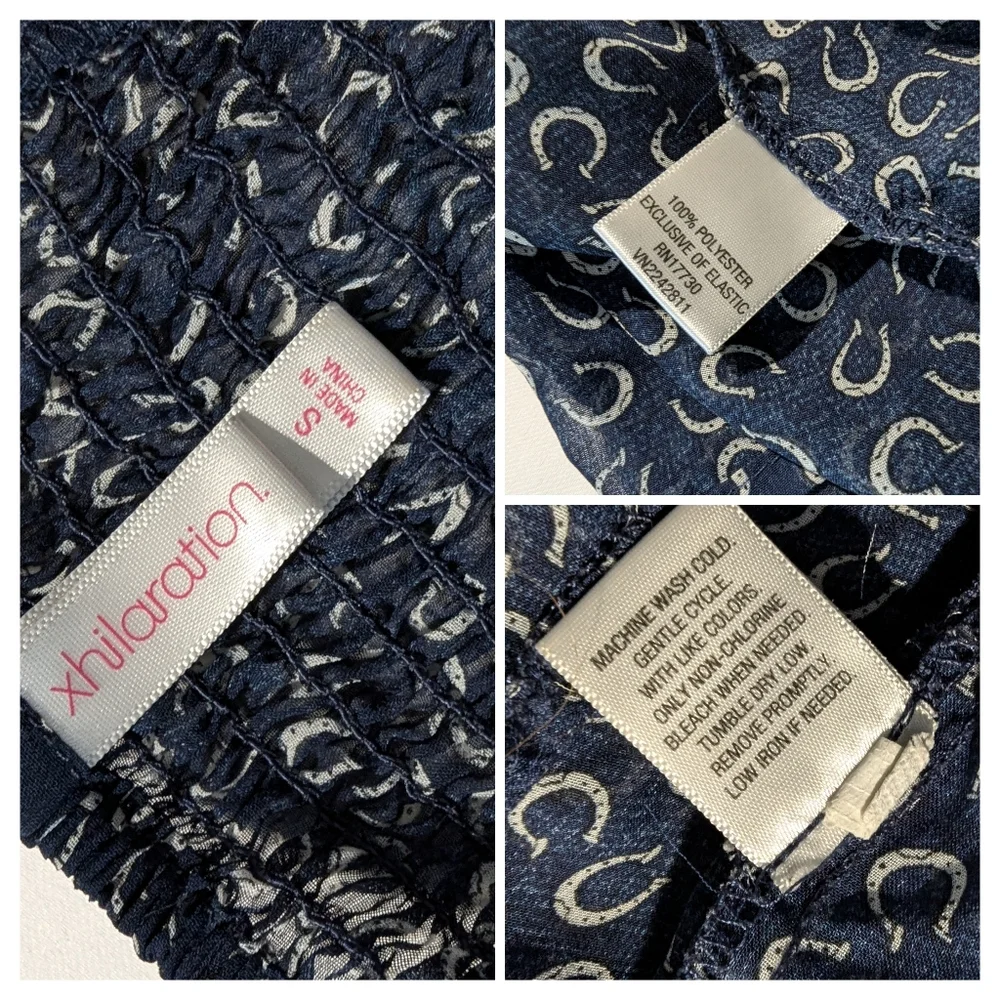 xhilaration.
S
MADE IN
CHINA
100% POLYESTER
EXCLUSIVE OF ELASTIC
RN17730
VN2242811
MACHINE WASH COLD.
GENTLE CYCLE.
WITH LIKE COLORS.
ONLY NON-CHLORINE
BLEACH WHEN NEEDED.
TUMBLE DRY LOW.
REMOVE PROMPTLY.
LOW IRON IF NEEDED.